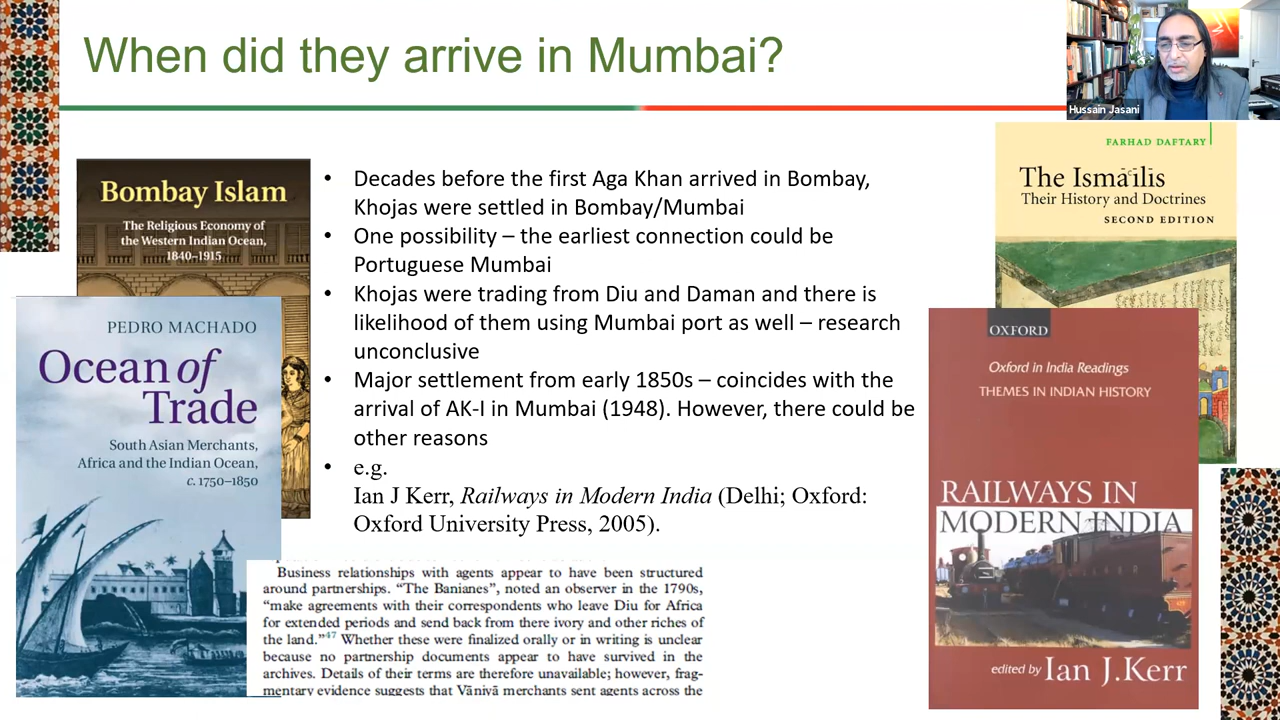 When did they arrive in Mumbai?
Hussain Jasani
Bombay Islam
The Religious Economy of
the Western Indian Ocean,
1840–1915
PEDRO MACHADO
Ocean of
Trade
South Asian Merchants,
Africa and the Indian Ocean,
c. 1750–1850
• Decades before the first Aga Khan arrived in Bombay,
Khojas were settled in Bombay/Mumbai
• One possibility – the earliest connection could be
Portuguese Mumbai
• Khojas were trading from Diu and Daman and there is
likelihood of them using Mumbai port as well – research
unconclusive
• Major settlement from early 1850s – coincides with the
arrival of AK-I in Mumbai (1948). However, there could be
other reasons
• e.g.
Ian J Kerr, Railways in Modern India (Delhi; Oxford:
Oxford University Press, 2005).
Business relationships with agents appear to have been structured
around partnerships. “The Banianes”, noted an observer in the 1790s,
“make agreements with their correspondents who leave Diu for Africa
for extended periods and send back from there ivory and other riches of
the land.”47 Whether these were finalized orally or in writing is unclear
because no partnership documents appear to have survived in the
archives. Details of their terms are therefore unavailable; however, frag-
mentary evidence suggests that Vāniyā merchants sent agents across the
FARHAD DAFTARY
The Ismāʿīlīs
Their History and Doctrines
SECOND EDITION
OXFORD
Oxford in India Readings
THEMES IN INDIAN HISTORY
RAILWAYS IN
MODERN INDIA
edited by Ian J.Kerr